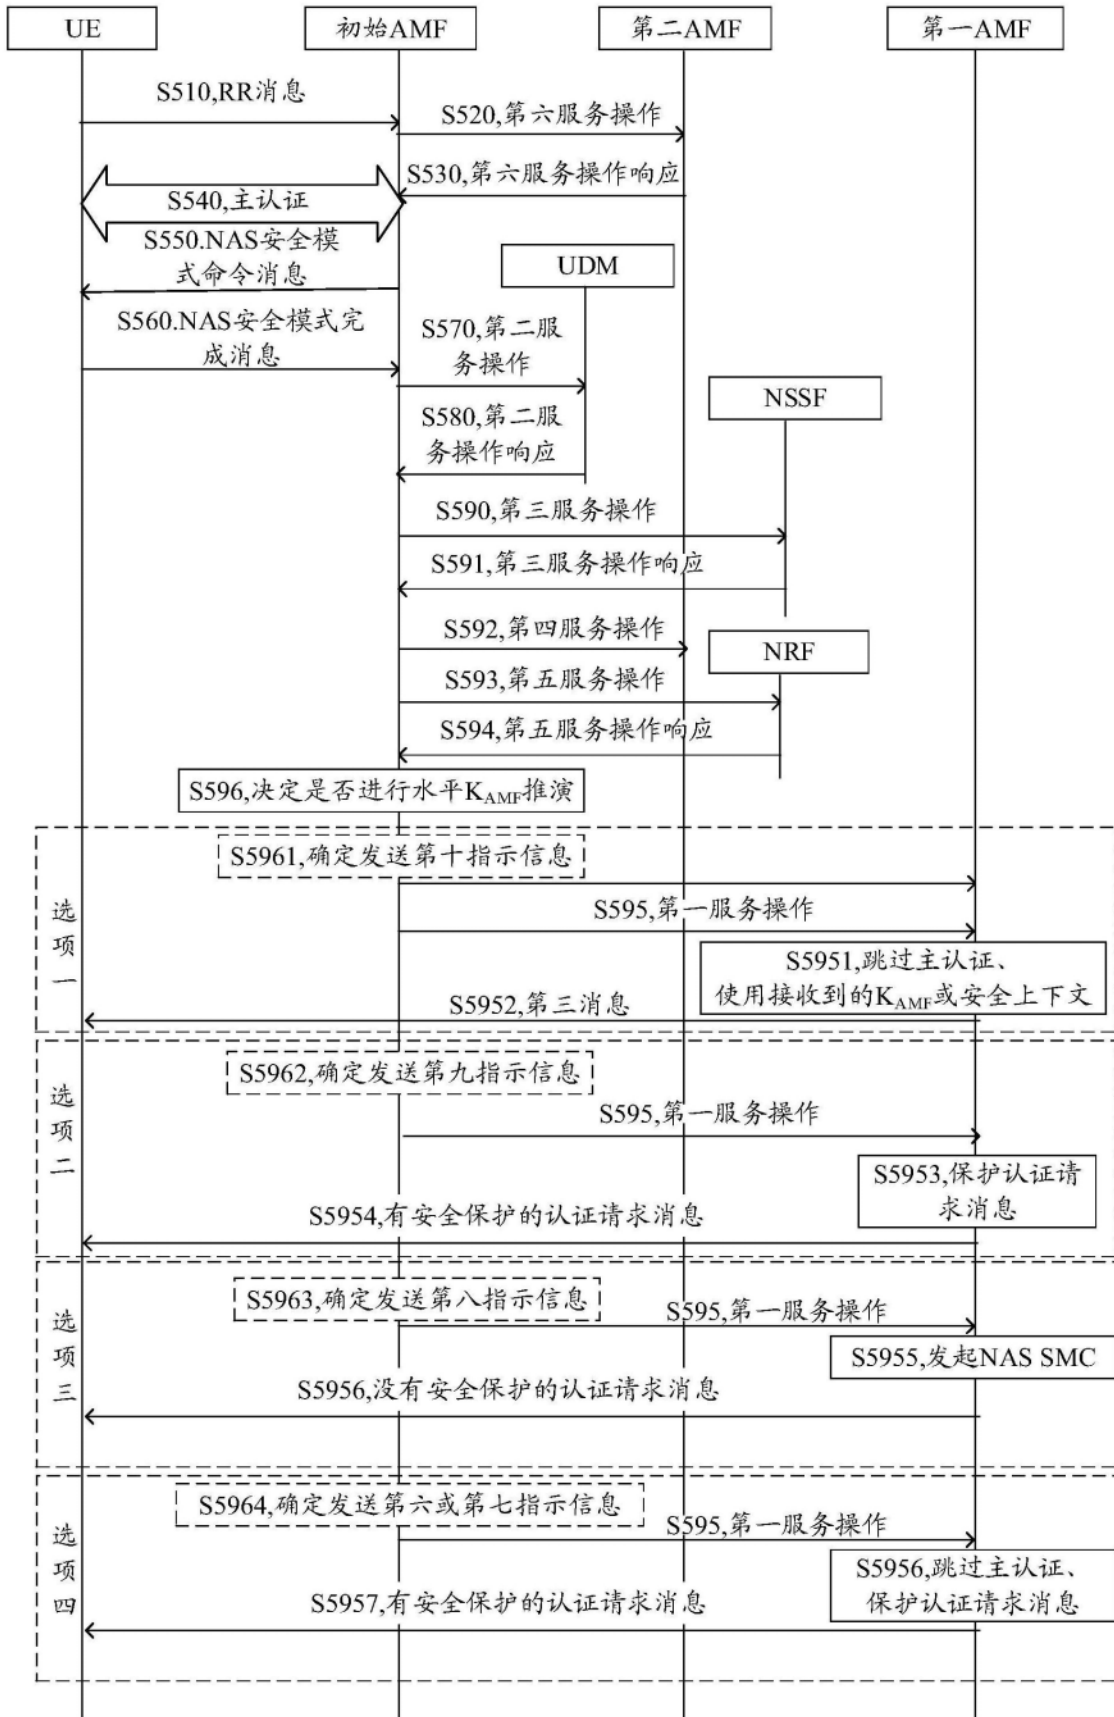 UE
初始AMF
第二AMF
第一AMF
S510,RR消息
S520,第六服务操作
S530,第六服务操作响应
S540,主认证
S550.NAS安全模
式命令消息
UDM
S560.NAS安全模式完
成消息
S570,第二服
务操作
NSSF
S580,第二服
务操作响应
S590,第三服务操作
S591,第三服务操作响应
S592,第四服务操作
NRF
S593,第五服务操作
S594,第五服务操作响应
S596,决定是否进行水平KAMF推演
选项一
S5961,确定发送第十指示信息
S595,第一服务操作
S5951,跳过主认证、
使用接收到的KAMF或安全上下文
S5952,第三消息
选项二
S5962,确定发送第九指示信息
S595,第一服务操作
S5953,保护认证请
求消息
S5954,有安全保护的认证请求消息
选项三
S5963,确定发送第八指示信息
S595,第一服务操作
S5955,发起NAS SMC
S5956,没有安全保护的认证请求消息
选项四
S5964,确定发送第六或第七指示信息
S595,第一服务操作
S5956,跳过主认证、
保护认证请求消息
S5957,有安全保护的认证请求消息